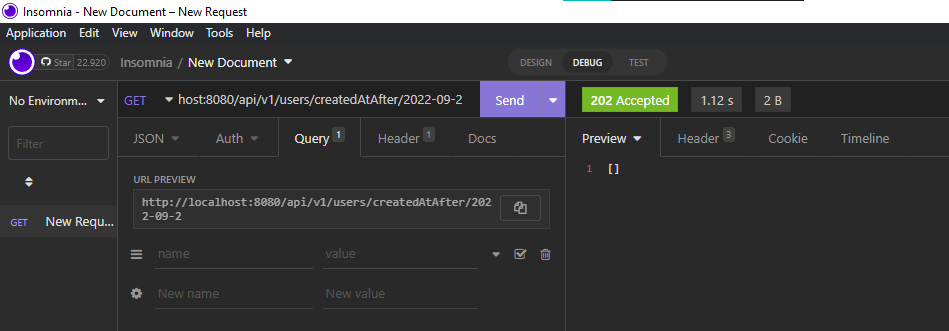 Insomnia - New Document – New Request
Application Edit View Window Tools Help
Star 22.920 Insomnia / New Document DESIGN DEBUG TEST
No Environm... GET host:8080/api/v1/users/createdAtAfter/2022-09-2 Send 202 Accepted 1.12 s 2 B
Filter JSON Auth Query 1 Header 1 Docs Preview Header 3 Cookie Timeline
URL PREVIEW 1 []
http://localhost:8080/api/v1/users/createdAtAfter/202
2-09-2
GET New Requ...
name value
New name New value